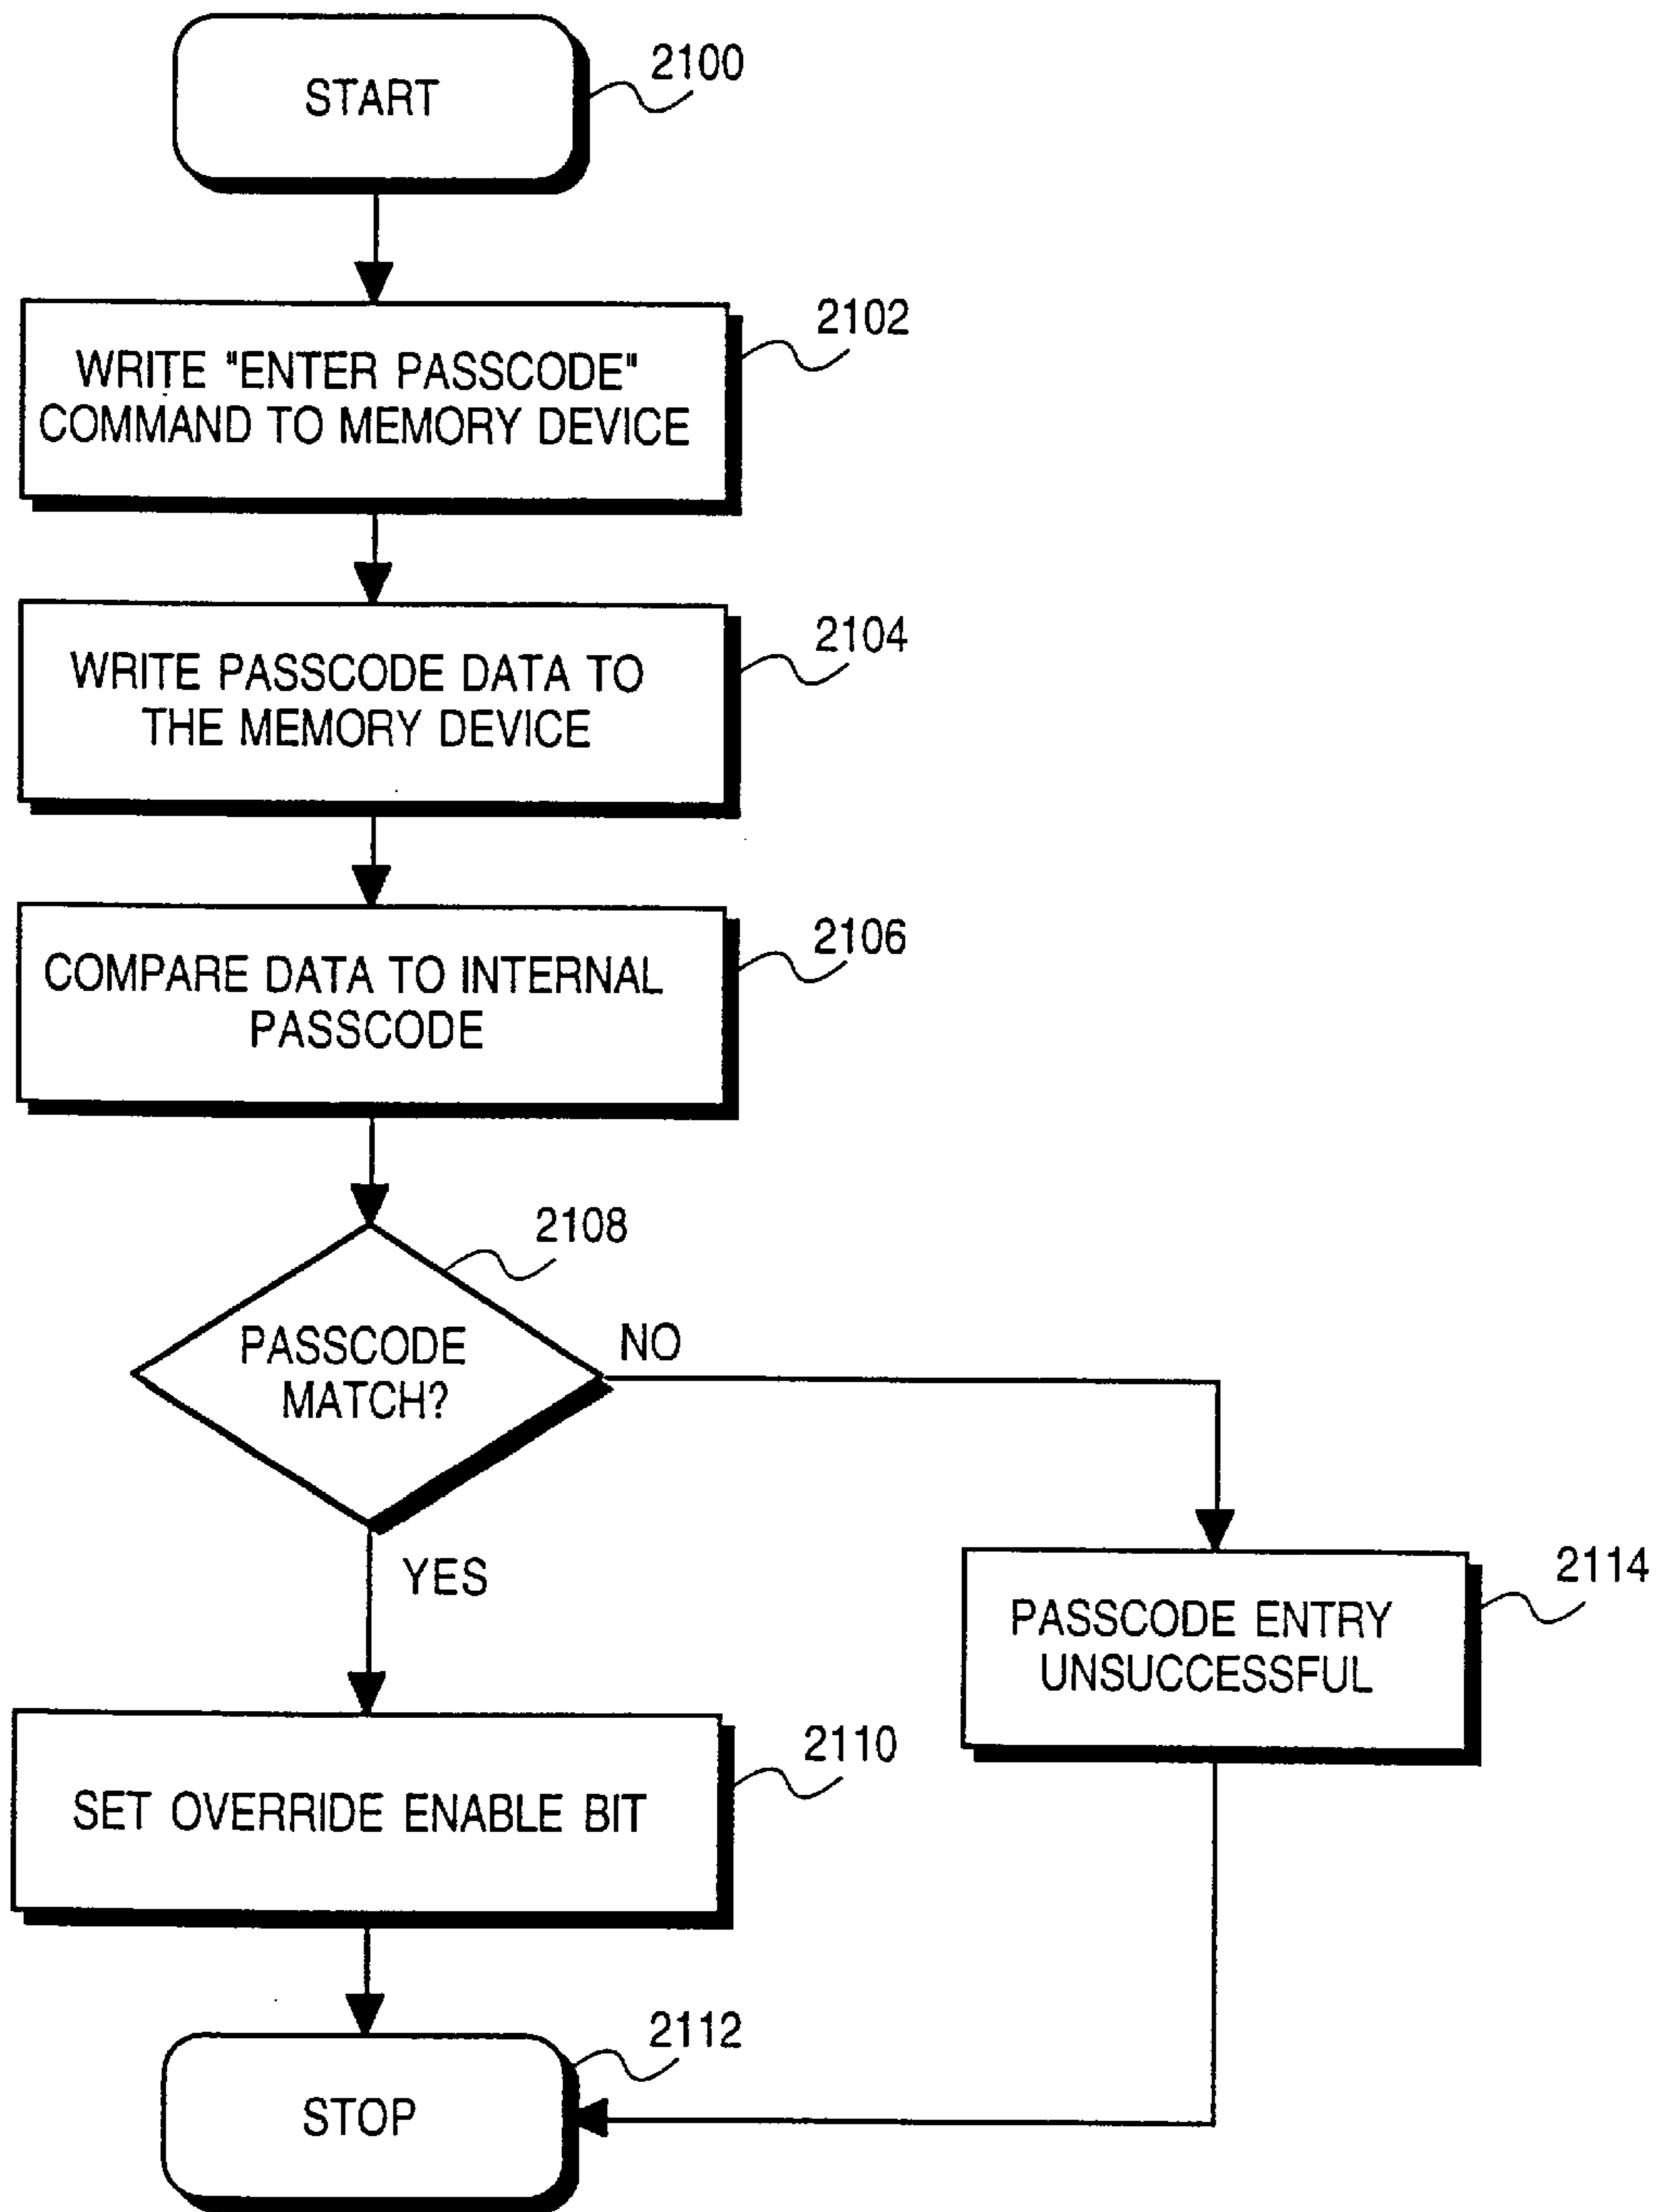 START
2100
WRITE "ENTER PASSCODE"
COMMAND TO MEMORY DEVICE
2102
WRITE PASSCODE DATA TO
THE MEMORY DEVICE
2104
COMPARE DATA TO INTERNAL
PASSCODE
2106
PASSCODE
MATCH?
2108
NO
YES
PASSCODE ENTRY
UNSUCCESSFUL
2114
SET OVERRIDE ENABLE BIT
2110
STOP
2112